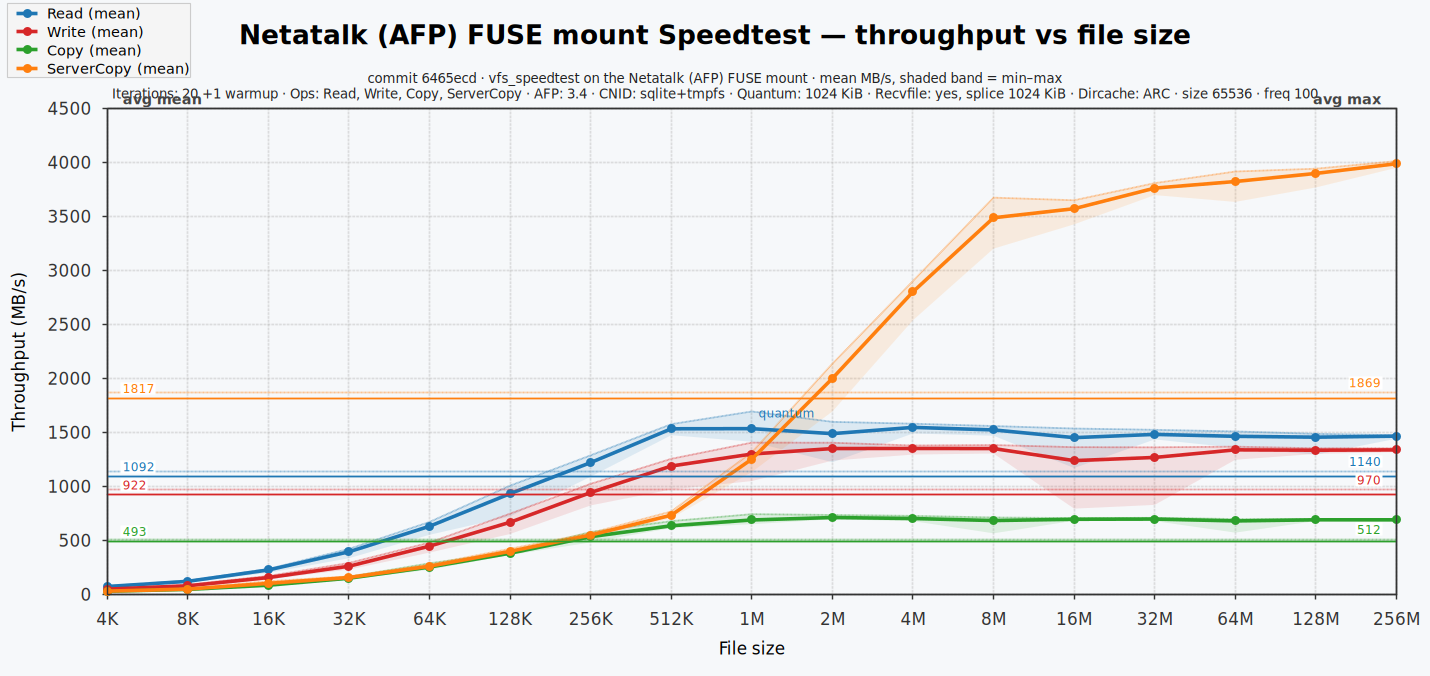 Read (mean)
Write (mean)
Copy (mean)
ServerCopy (mean)
Netatalk (AFP) FUSE mount Speedtest — throughput vs file size
commit 6465ecd · vfs_speedtest on the Netatalk (AFP) FUSE mount · mean MB/s, shaded band = min–max
Iterations: 20 +1 warmup · Ops: Read, Write, Copy, ServerCopy · AFP: 3.4 · CNID: sqlite+tmpfs · Quantum: 1024 KiB · Recvfile: yes, splice 1024 KiB · Dircache: ARC · size 65536 · freq 100
avg mean
avg max
4500
4000
3500
3000
2500
2000
1500
1000
500
0
Throughput (MB/s)
1817
1869
quantum
1092
1140
922
970
493
512
4K 8K 16K 32K 64K 128K 256K 512K 1M 2M 4M 8M 16M 32M 64M 128M 256M
File size